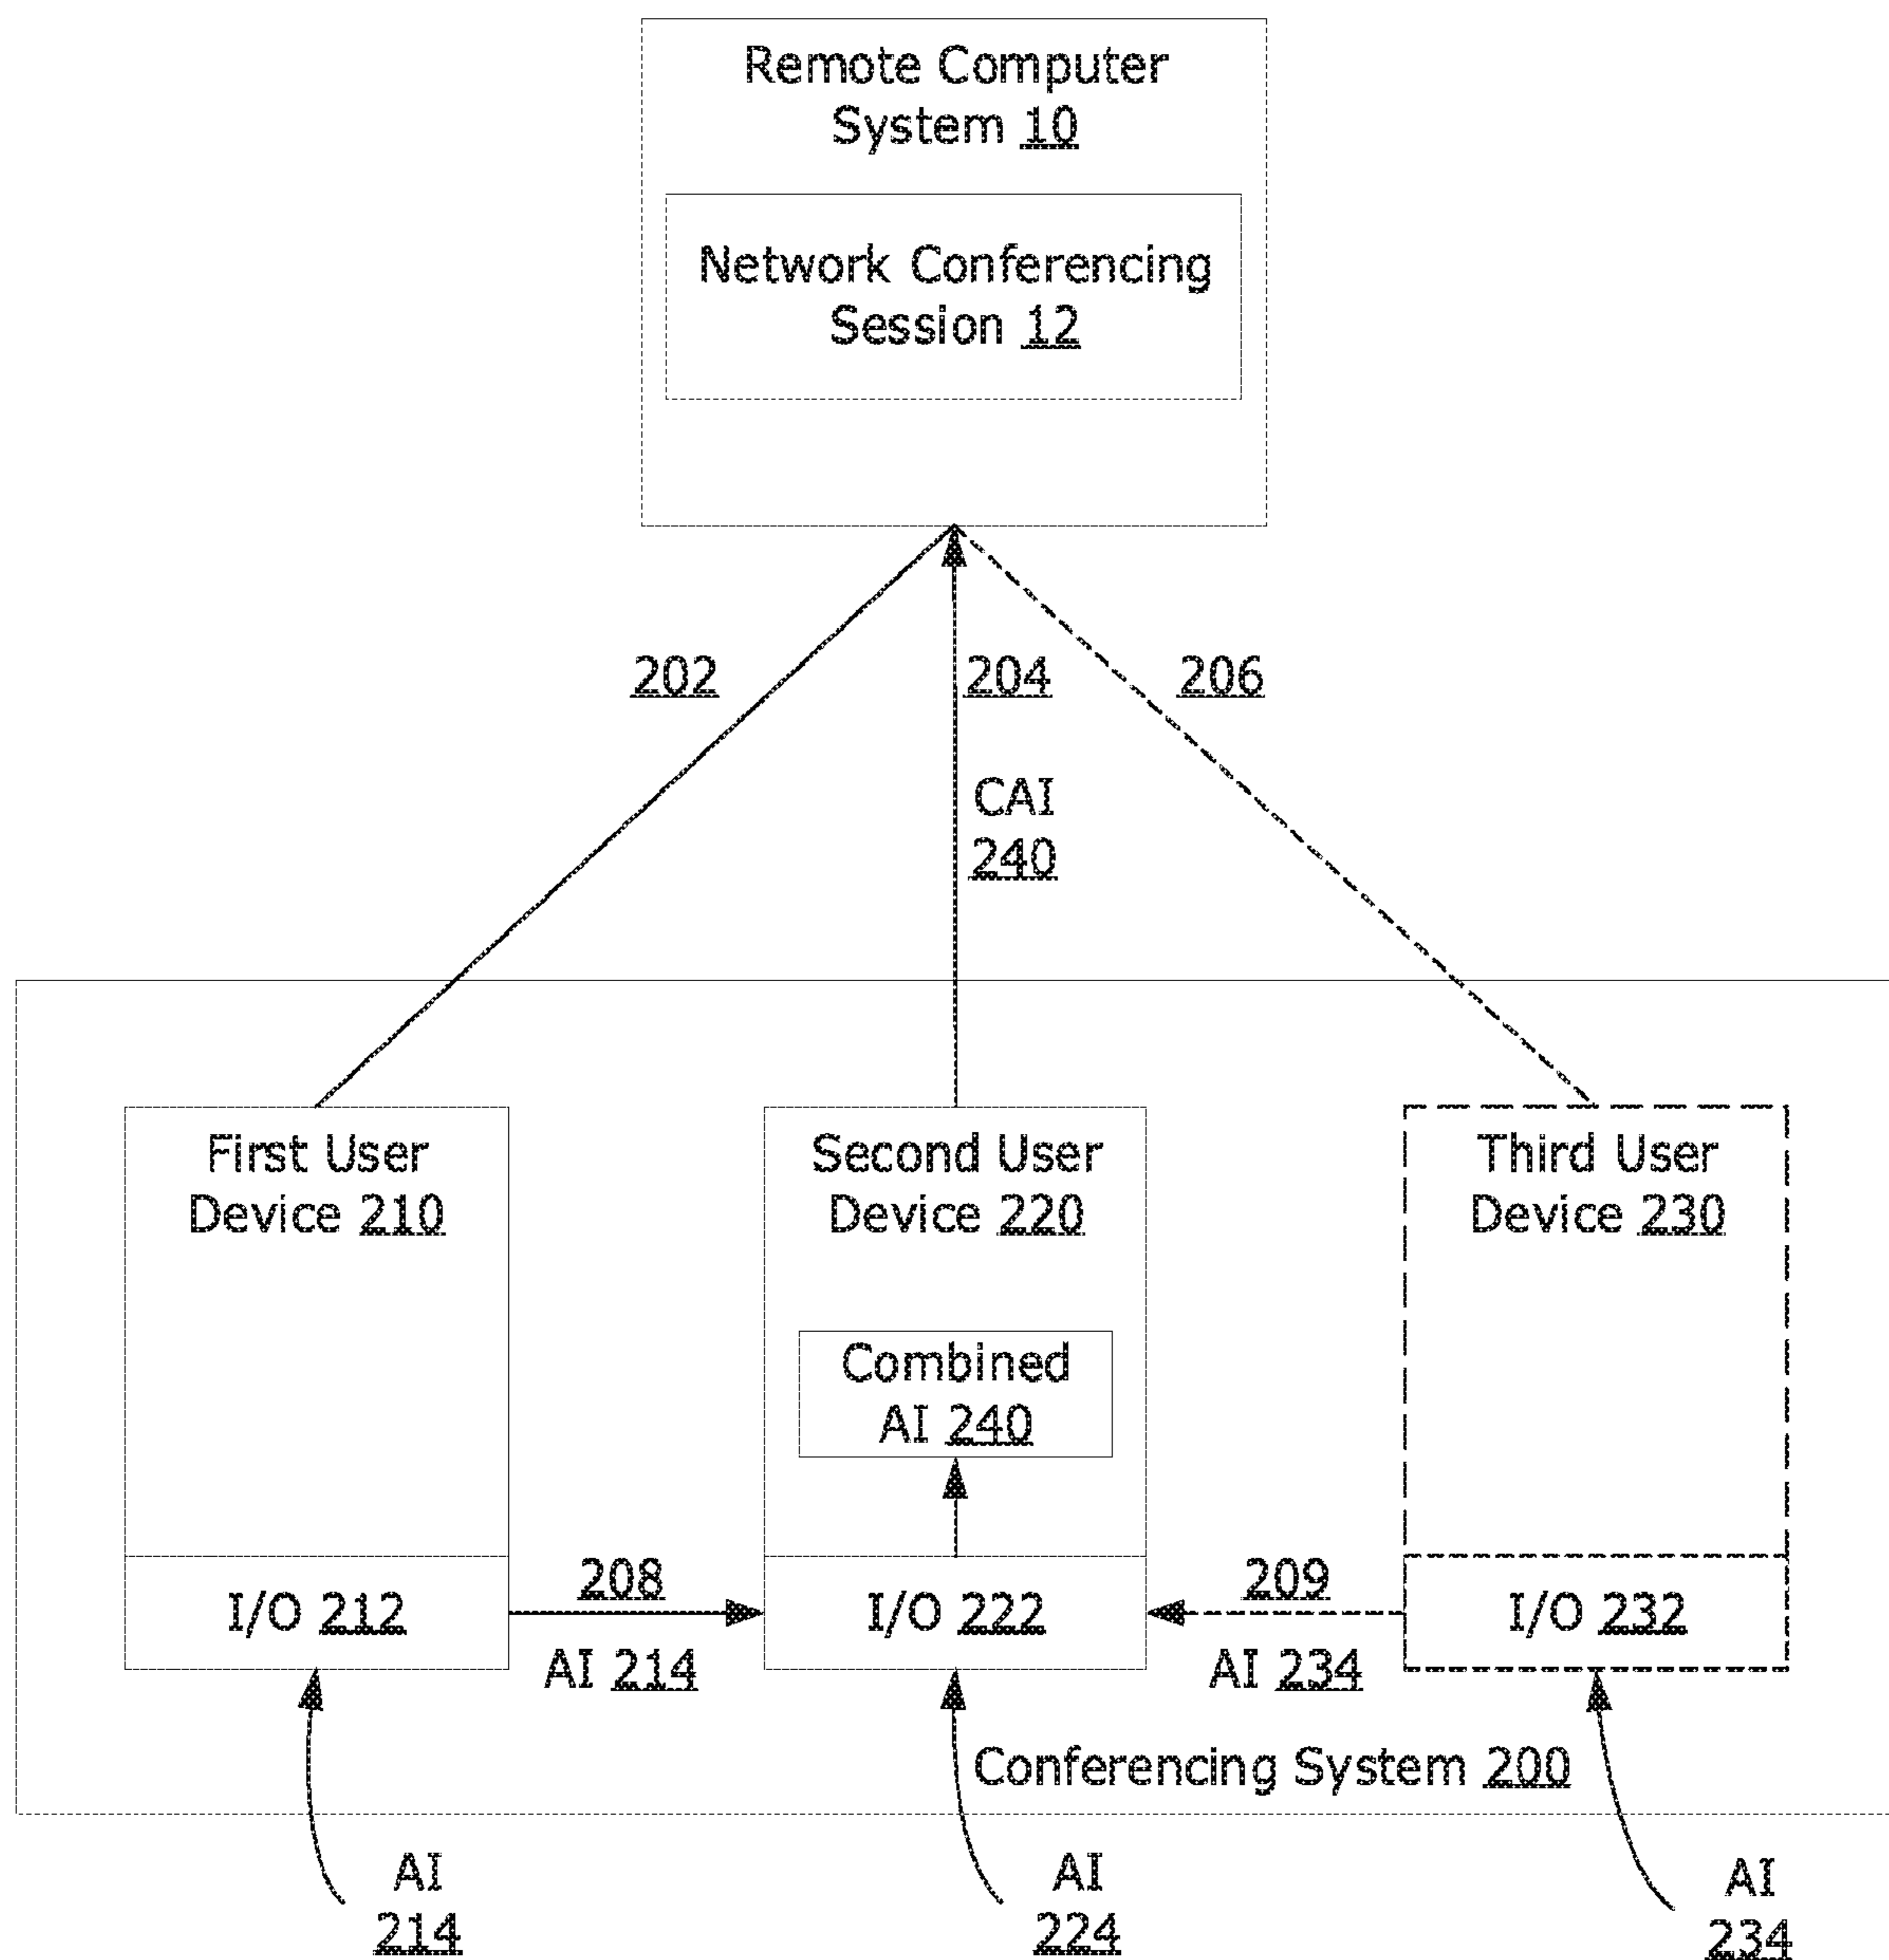 Remote Computer
System 10
Network Conferencing
Session 12
202
204
206
CAI
240
First User
Device 210
Second User
Device 220
Third User
Device 230
Combined
AI 240
I/O 212
208
AI 214
I/O 222
209
AI 234
I/O 232
Conferencing System 200
AI
214
AI
224
AI
234